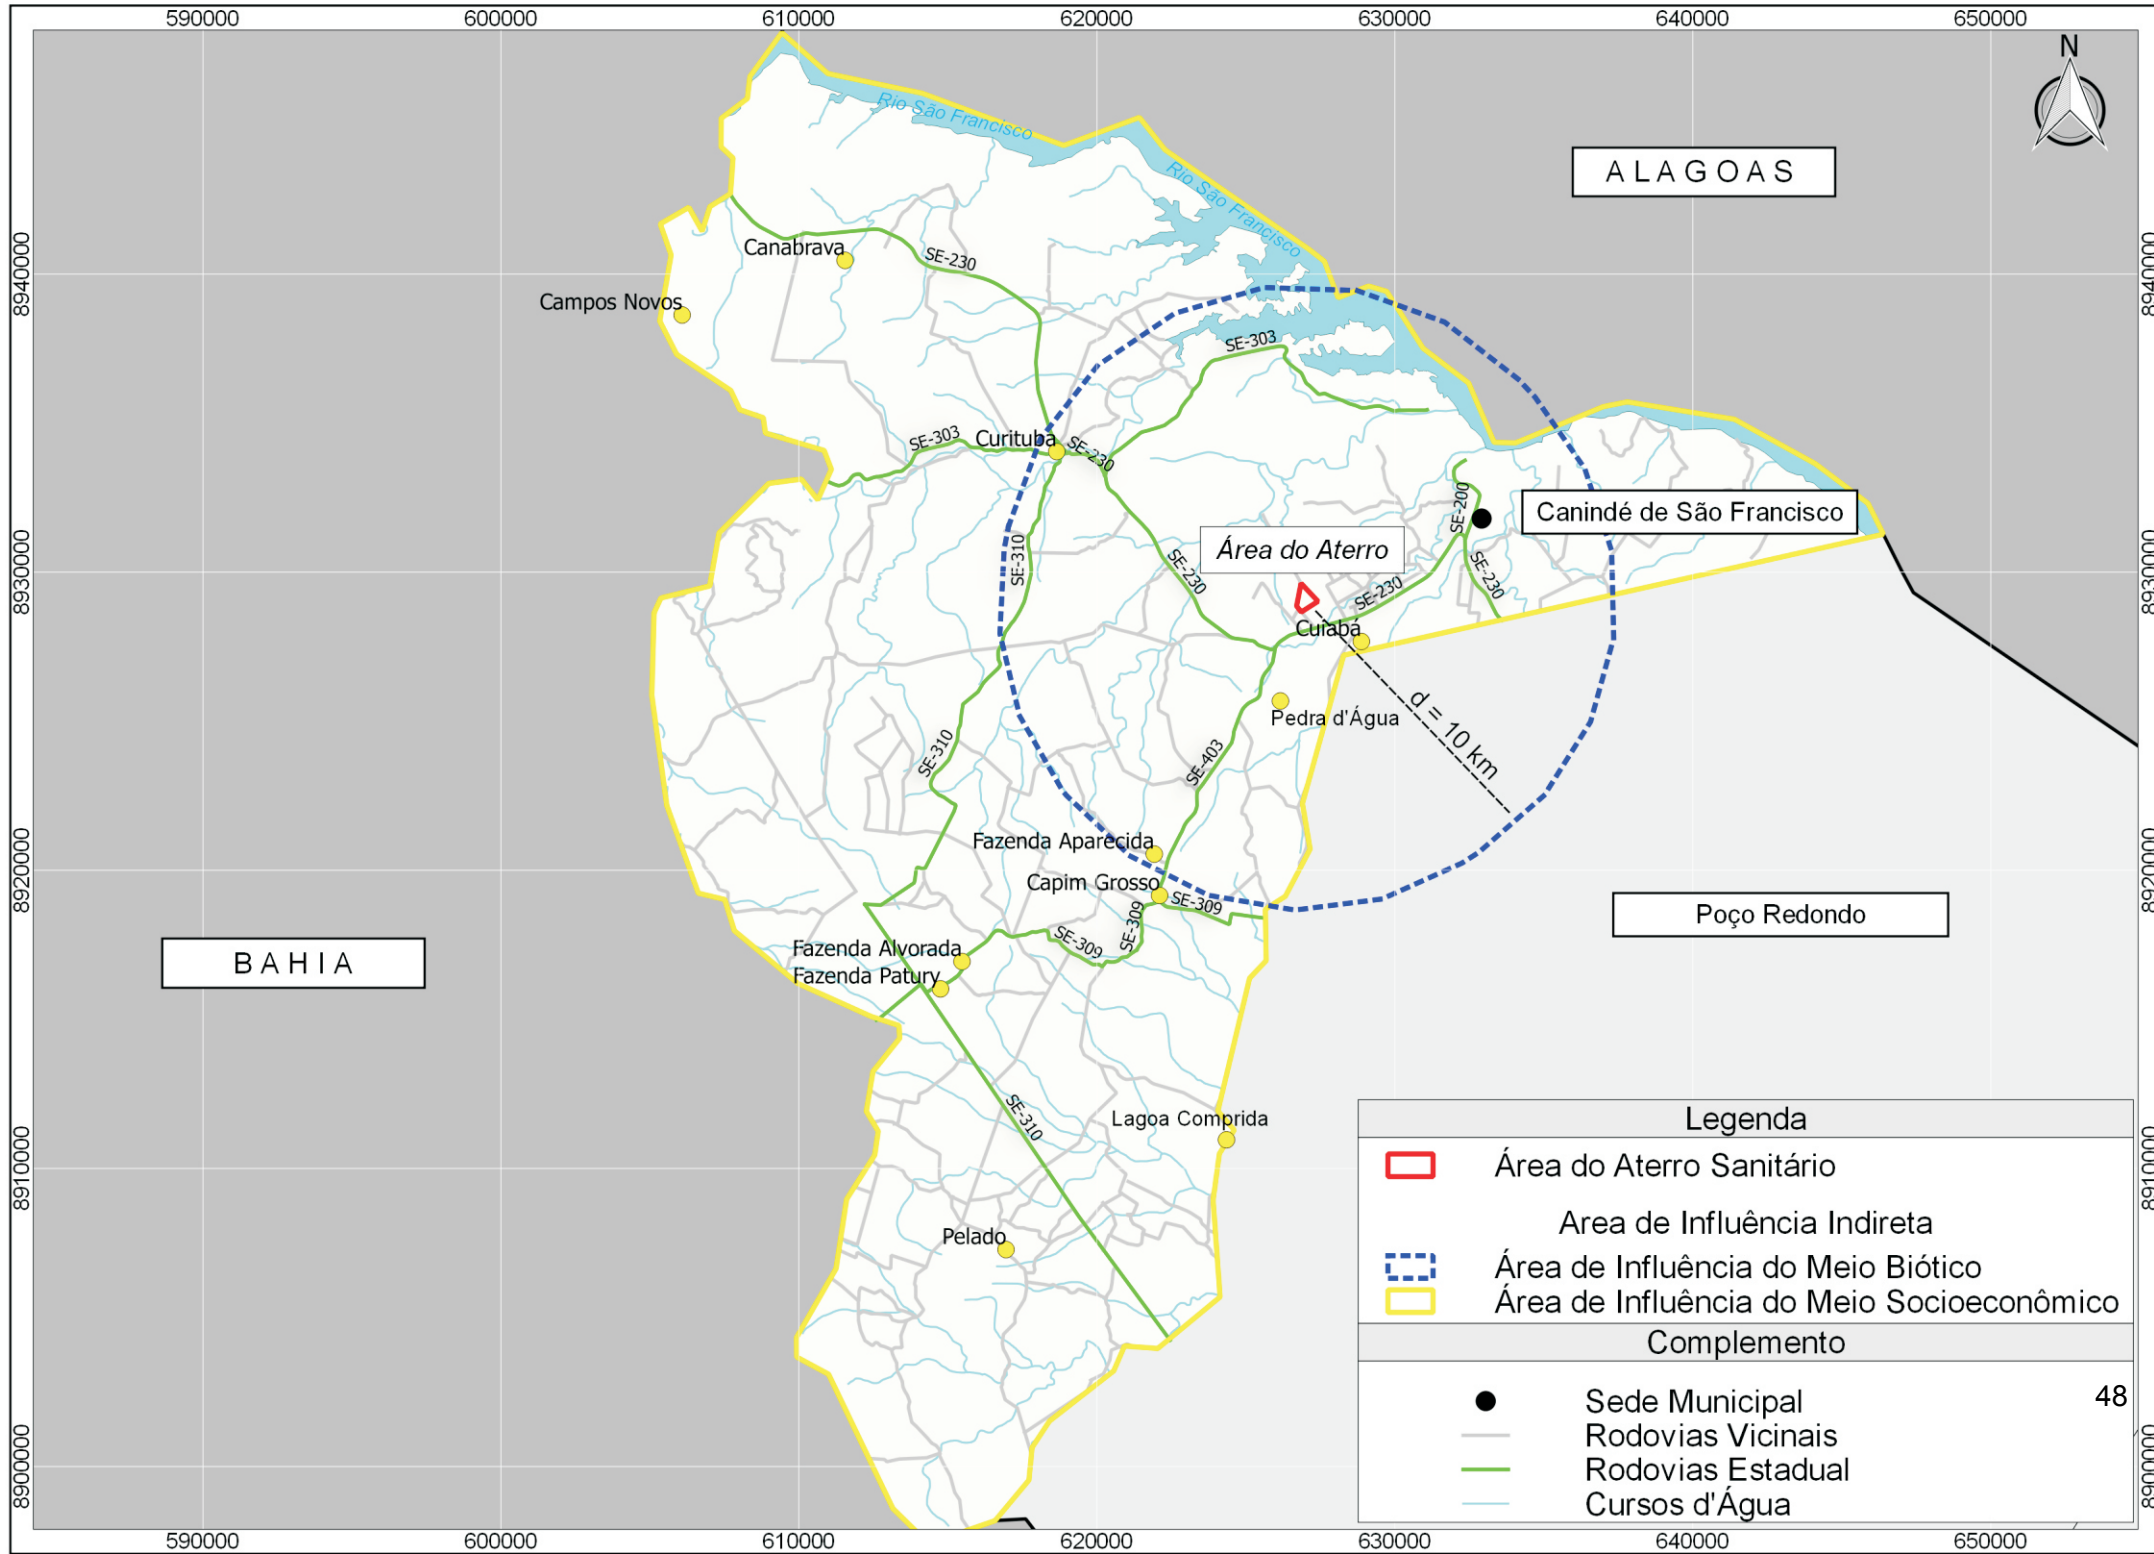 590000 600000 610000 620000 630000 640000 650000
N
Rio São Francisco
ALAGOAS
Rio São Francisco
8940000
8940000
Canabrava
SE-230
Campos Novos
SE-303
SE-303
Curituba
SE-230
SE-200
Canindé de São Francisco
Área do Aterro
SE-310
SE-230
SE-230
SE-230
8930000
8930000
Cuiabá
Pedra d'Água
d = 10 km
SE-310
SE-403
Fazenda Aparecida
8920000
8920000
Capim Grosso
SE-309
SE-309
SE-309
Poço Redondo
Fazenda Alvorada
BAHIA
Fazenda Patury
SE-310
Lagoa Comprida
8910000
8910000
Pelado
Legenda
Área do Aterro Sanitário
Area de Influência Indireta
Área de Influência do Meio Biótico
Área de Influência do Meio Socioeconômico
Complemento
Sede Municipal
48
Rodovias Vicinais
Rodovias Estadual
Cursos d'Água
8900000
8900000
590000 600000 610000 620000 630000 640000 650000